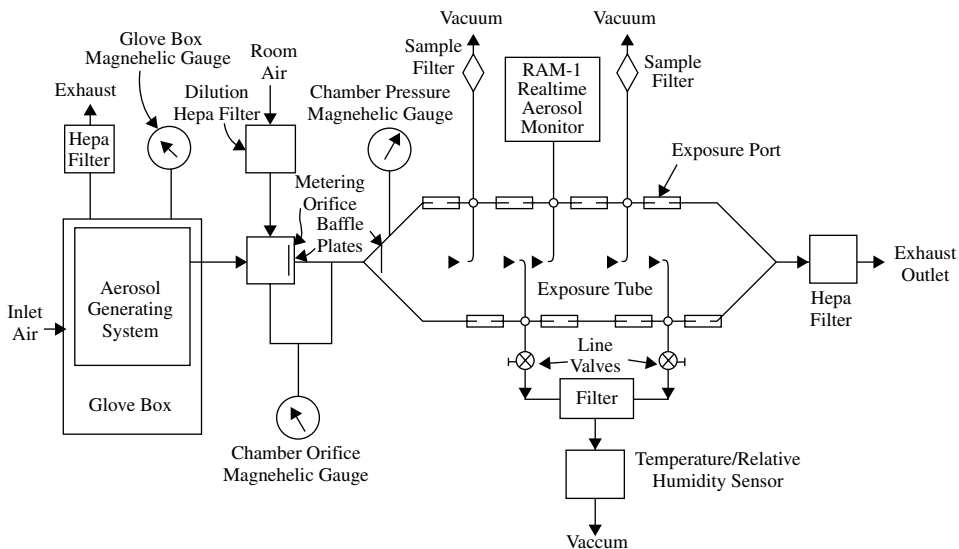 Vacuum
Vacuum
Glove Box
Magnehelic Gauge
Room
Air
Sample
Filter
RAM-1
Realtime
Aerosol
Monitor
Sample
Filter
Exhaust
Dilution
Hepa Filter
Chamber Pressure
Magnehelic Gauge
Hepa
Filter
Exposure Port
Metering
Orifice
Baffle
Plates
Aerosol
Generating
System
Inlet
Air
Exposure Tube
Exhaust
Outlet
Hepa
Filter
Line
Valves
Glove Box
Filter
Chamber Orifice
Magnehelic Gauge
Temperature/Relative
Humidity Sensor
Vaccum